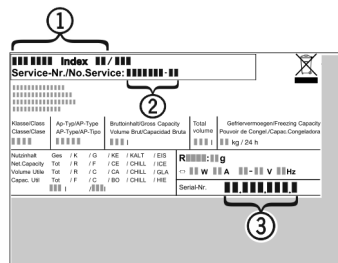 1
Index /
Service-Nr./No.Service: -
2
Klasse/Class Ap-Typ/AP-Type Bruttoinhalt/Gross Capacity Total Gefriervermoegen/Freezing Capacity
Classe/Clase AP-Type/AP-Tipo Volume Brut/Capacidad Bruta volume Pouvoir de Congel./Capac.Congeladora
l l kg / 24 h
Nutzinhalt Ges / K / G / KE / KALT / EIS
Net Capacity Tot / R / F / CE / CHILL / ICE
Volume Utile Tot / R / C / CA / CHILL / GLA
Capac. Util Tot / F / C / BO / CHILL / HIE
l / l
R : g
W A - V Hz
Serial-Nr. . . .
3